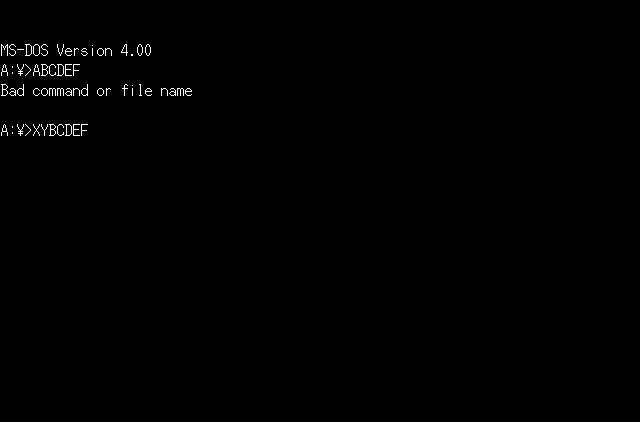 MS-DOS Version 4.00
A:¥>ABCDEF
Bad command or file name
A:¥>XYBCDEF